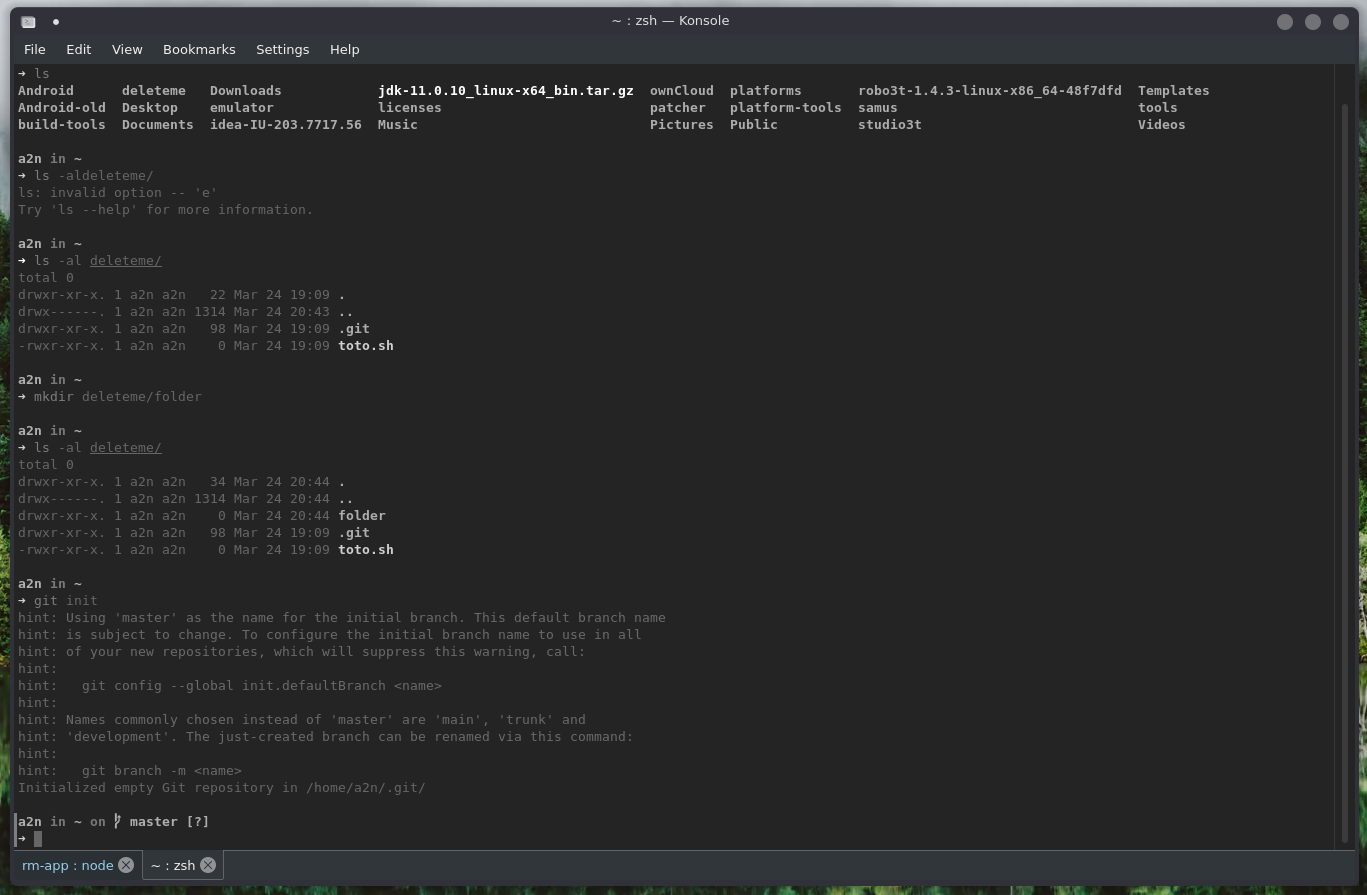 ~ : zsh — Konsole
File Edit View Bookmarks Settings Help
➜ ls
Android      deleteme   Downloads            jdk-11.0.10_linux-x64_bin.tar.gz  ownCloud  platforms       robo3t-1.4.3-linux-x86_64-48f7dfd  Templates
Android-old  Desktop    emulator             licenses                          patcher   platform-tools  samus                              tools
build-tools  Documents  idea-IU-203.7717.56  Music                             Pictures  Public          studio3t                           Videos
a2n in ~
➜ ls -aldeleteme/
ls: invalid option -- 'e'
Try 'ls --help' for more information.
a2n in ~
➜ ls -al deleteme/
total 0
drwxr-xr-x. 1 a2n a2n   22 Mar 24 19:09 .
drwx------. 1 a2n a2n 1314 Mar 24 20:43 ..
drwxr-xr-x. 1 a2n a2n   98 Mar 24 19:09 .git
-rwxr-xr-x. 1 a2n a2n    0 Mar 24 19:09 toto.sh
a2n in ~
➜ mkdir deleteme/folder
a2n in ~
➜ ls -al deleteme/
total 0
drwxr-xr-x. 1 a2n a2n   34 Mar 24 20:44 .
drwx------. 1 a2n a2n 1314 Mar 24 20:44 ..
drwxr-xr-x. 1 a2n a2n    0 Mar 24 20:44 folder
drwxr-xr-x. 1 a2n a2n   98 Mar 24 19:09 .git
-rwxr-xr-x. 1 a2n a2n    0 Mar 24 19:09 toto.sh
a2n in ~
➜ git init
hint: Using 'master' as the name for the initial branch. This default branch name
hint: is subject to change. To configure the initial branch name to use in all
hint: of your new repositories, which will suppress this warning, call:
hint:
hint:   git config --global init.defaultBranch <name>
hint:
hint: Names commonly chosen instead of 'master' are 'main', 'trunk' and
hint: 'development'. The just-created branch can be renamed via this command:
hint:
hint:   git branch -m <name>
Initialized empty Git repository in /home/a2n/.git/
a2n in ~ on master [?]
➜
rm-app : node ~ : zsh